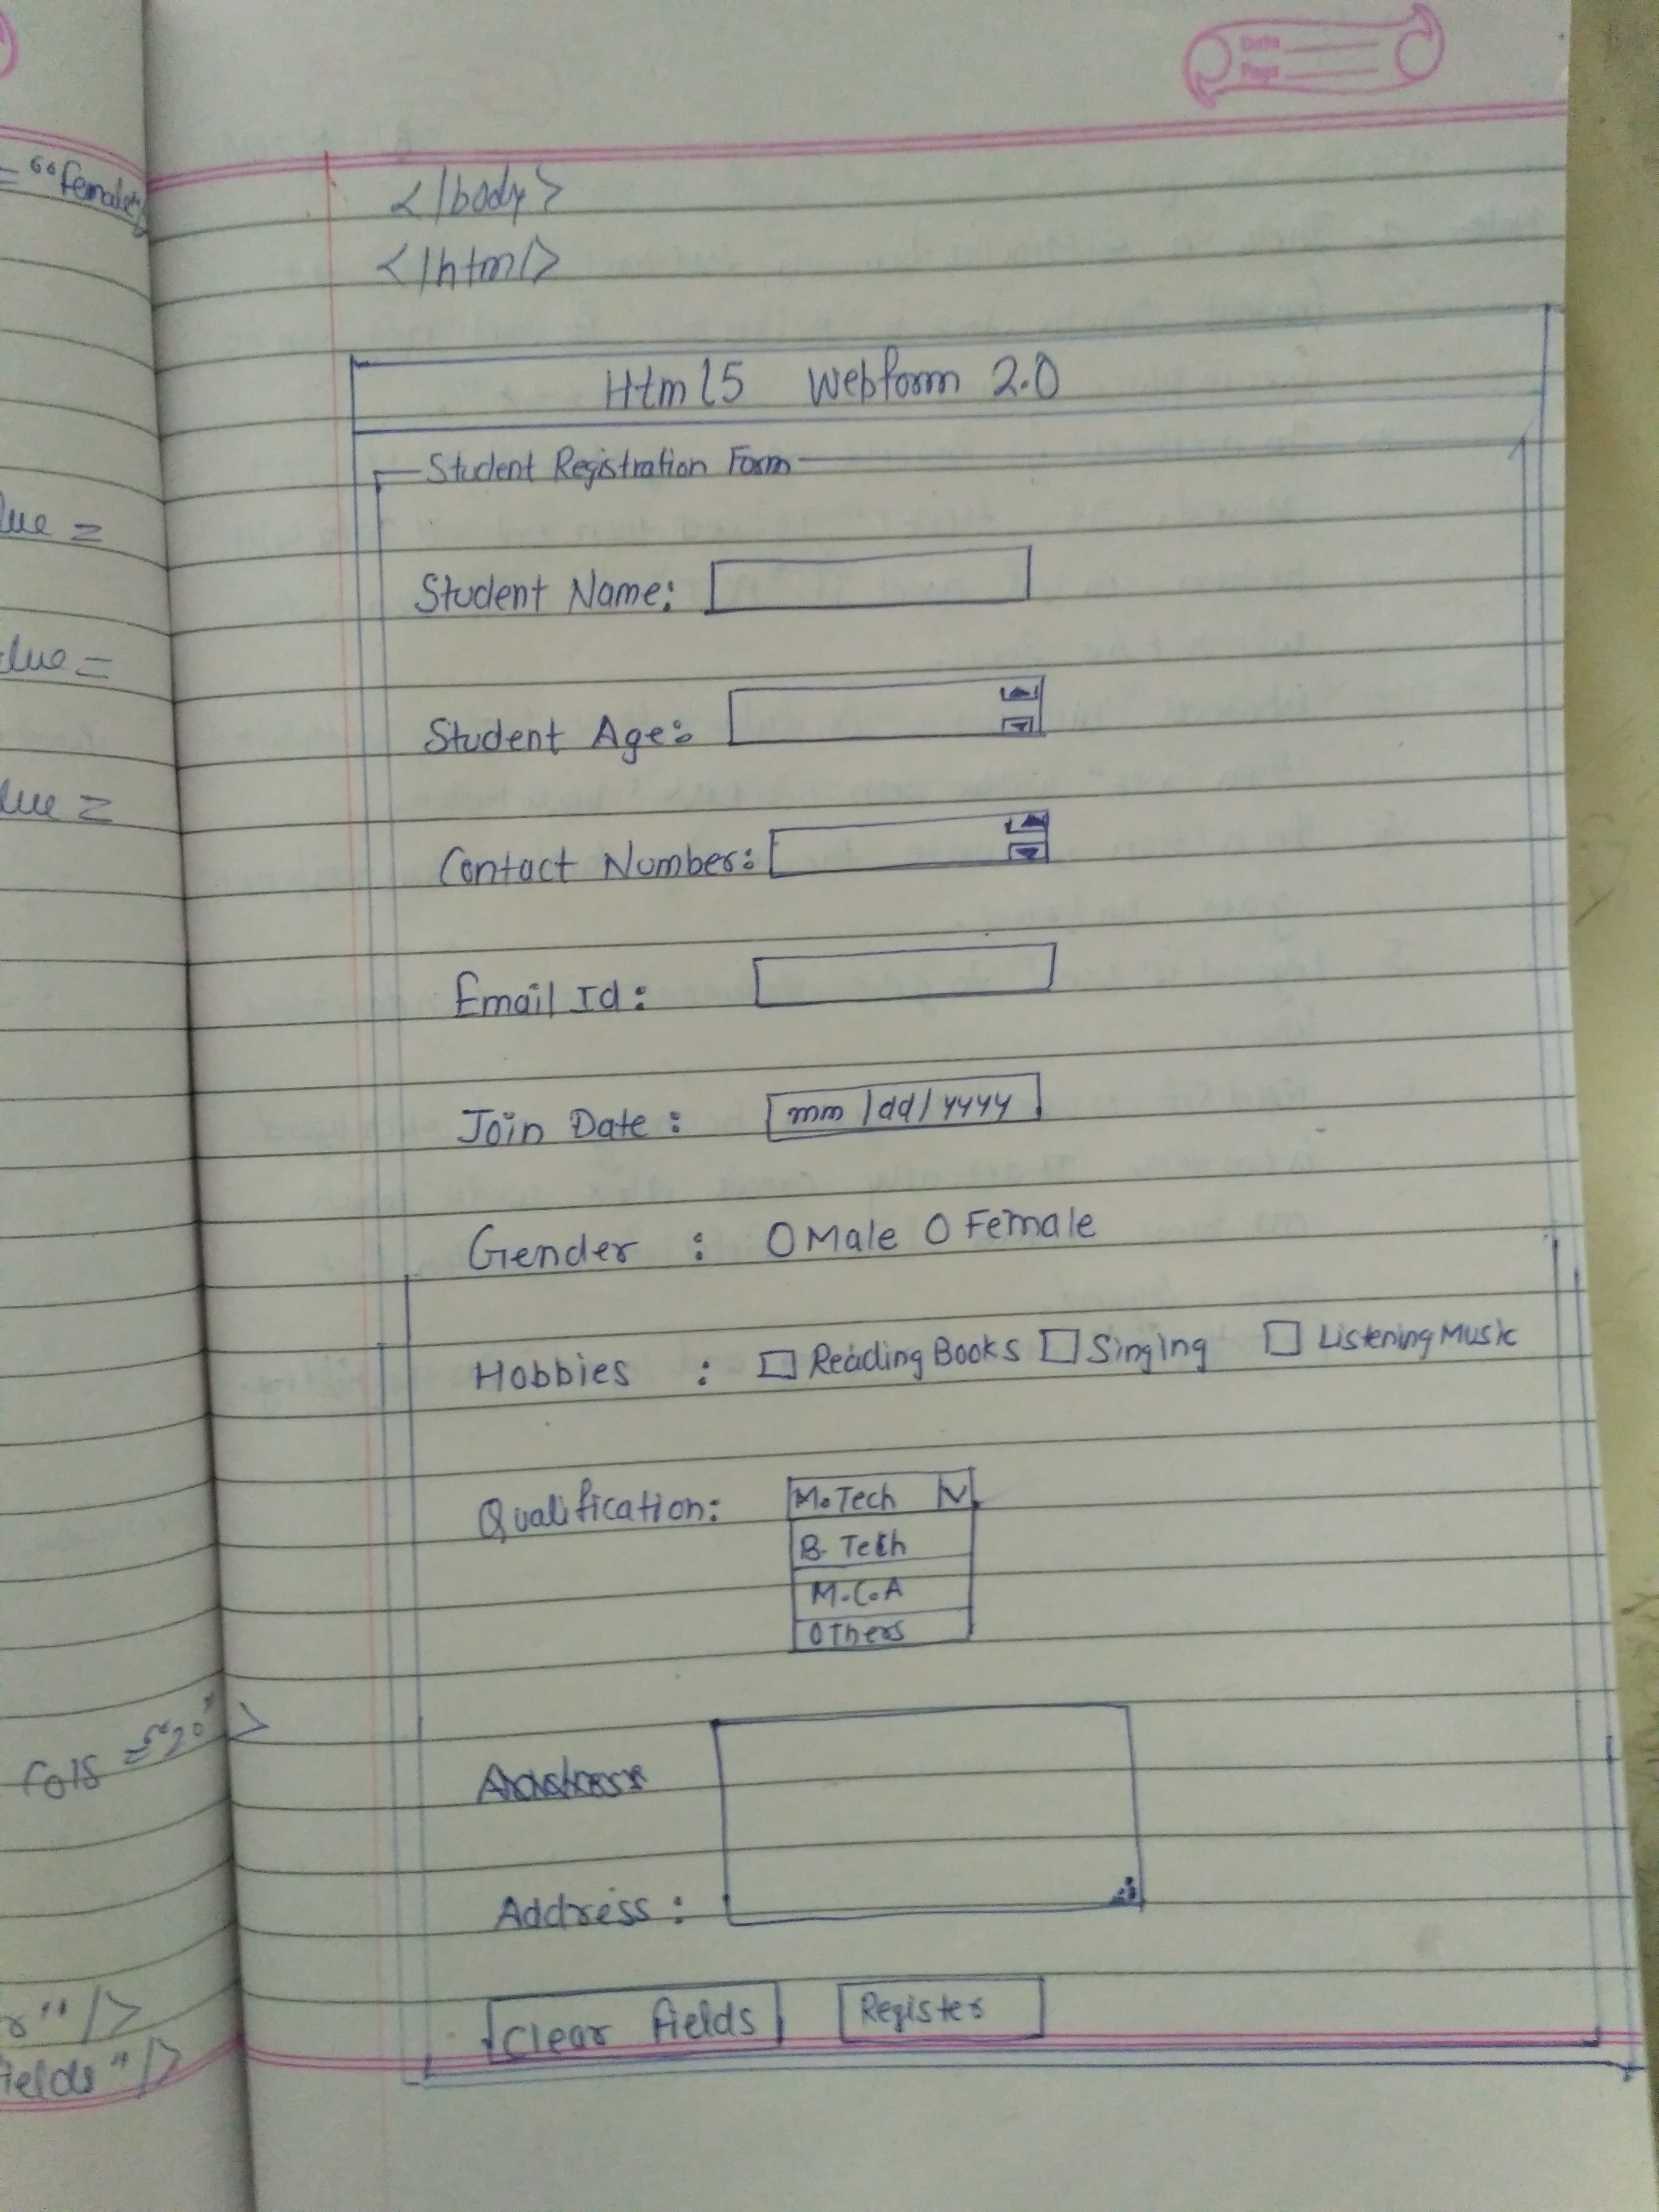 Date
Page
= "female"/
</body>
</html>
Html5 Webform 2.0
Student Registration Form
lue =
Student Name:
lue =
Student Age:
lue =
Contact Number:
Email Id :
Join Date : mm/dd/yyyy
Gender : O Male O Female
Hobbies : Reading Books Singing Listening Music
Qualification: M.Tech
B. Tech
M.C.A
Others
cols = "20" >
Address :
r" />
ields" />
Clear fields Register